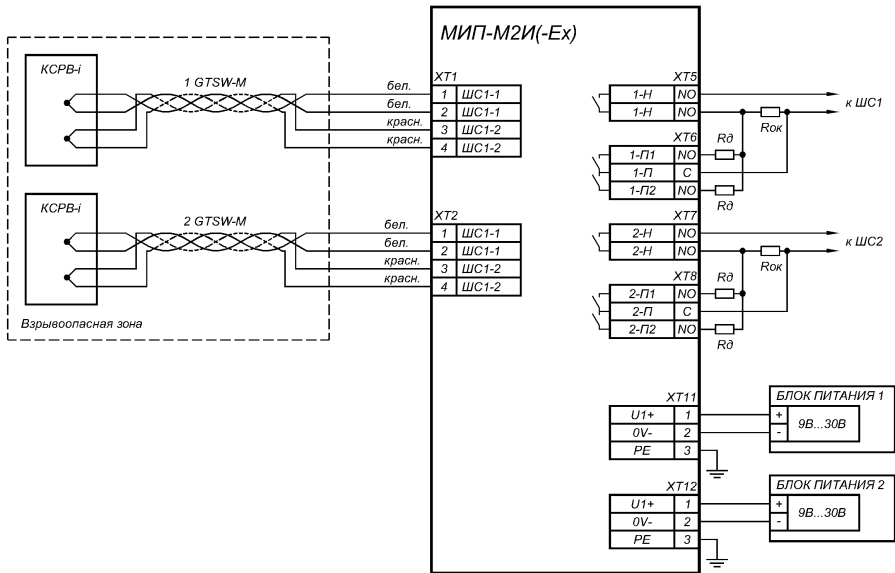 МИП-М2И(-Ex)
КСРВ-i
1 GTSW-M
бел.
бел.
красн.
красн.
XT1
1 ШС1-1
2 ШС1-1
3 ШС1-2
4 ШС1-2
КСРВ-i
2 GTSW-M
бел.
бел.
красн.
красн.
XT2
1 ШС1-1
2 ШС1-1
3 ШС1-2
4 ШС1-2
Взрывоопасная зона
XT5
1-Н NO
1-Н NO
к ШС1
Rок
XT6
Rд
1-П1 NO
1-П C
1-П2 NO
Rд
XT7
2-Н NO
2-Н NO
к ШС2
Rок
XT8
Rд
2-П1 NO
2-П C
2-П2 NO
Rд
XT11
U1+ 1
0V- 2
PE 3
БЛОК ПИТАНИЯ 1
+
-
9В...30В
XT12
U1+ 1
0V- 2
PE 3
БЛОК ПИТАНИЯ 2
+
-
9В...30В